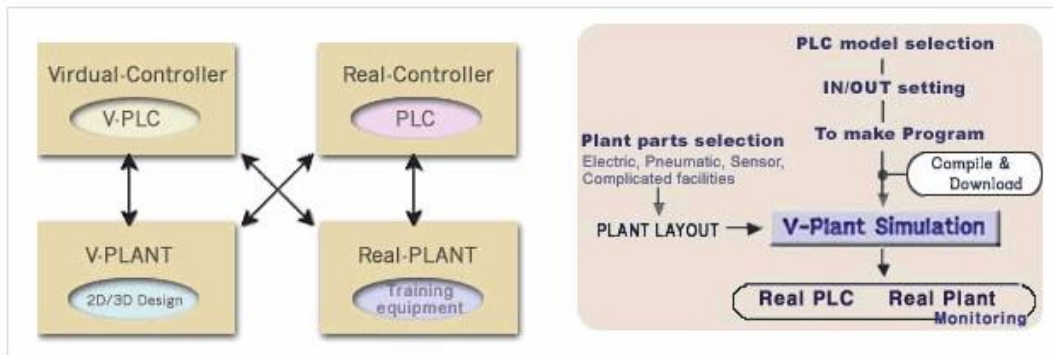 Virdual-Controller
V-PLC
Real-Controller
PLC
V-PLANT
2D/3D Design
Real-PLANT
Training
equipment
PLC model selection
IN/OUT setting
To make Program
Compile &
Download
Plant parts selection
Electric, Pneumatic, Sensor,
Complicated facilities
PLANT LAYOUT
V-Plant Simulation
Real PLC Real Plant
Monitoring